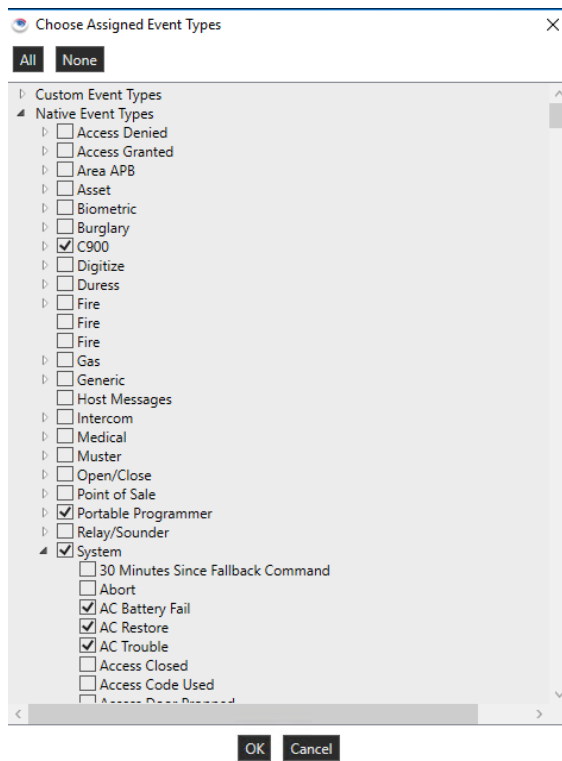 Choose Assigned Event Types
All None
Custom Event Types
Native Event Types
Access Denied
Access Granted
Area APB
Asset
Biometric
Burglary
C900
Digitize
Duress
Fire
Fire
Fire
Gas
Generic
Host Messages
Intercom
Medical
Muster
Open/Close
Point of Sale
Portable Programmer
Relay/Sounder
System
30 Minutes Since Fallback Command
Abort
AC Battery Fail
AC Restore
AC Trouble
Access Closed
Access Code Used
Access Door Propped
OK Cancel